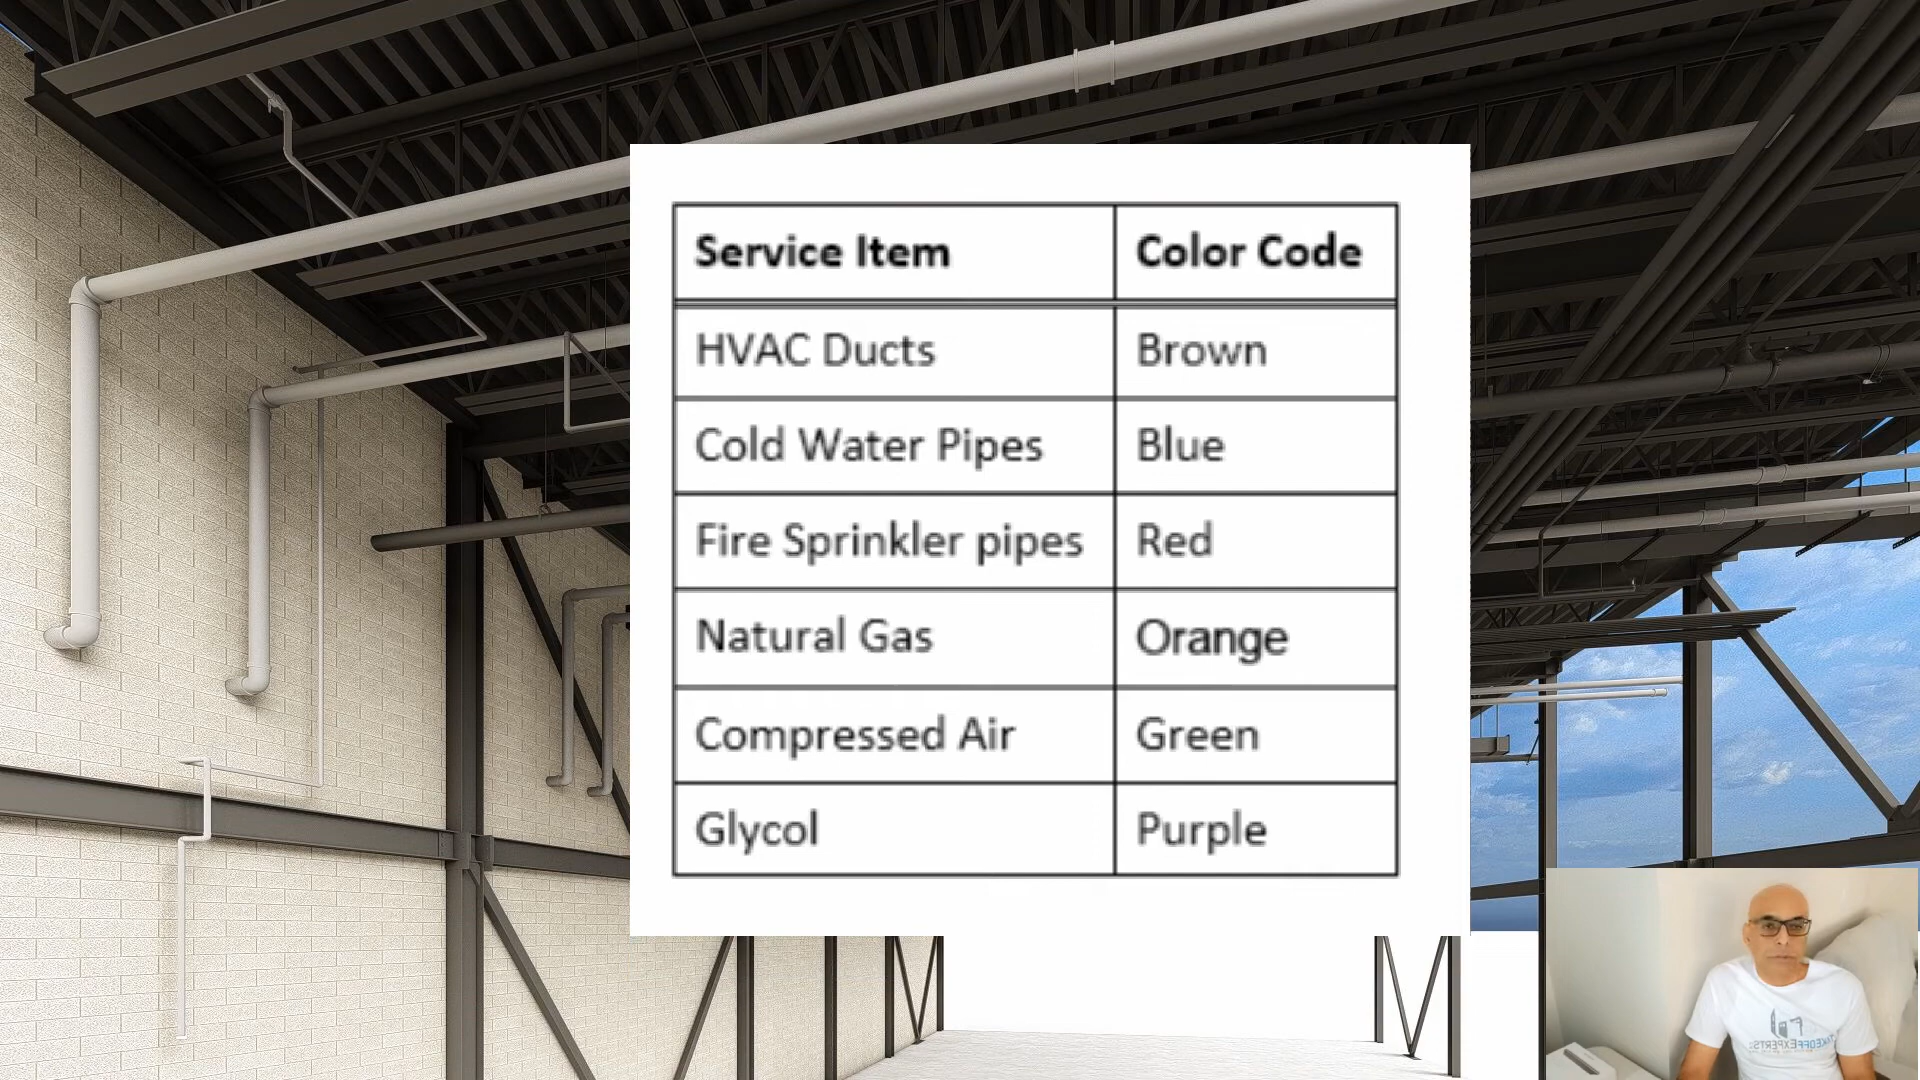 Service Item Color Code
HVAC Ducts Brown
Cold Water Pipes Blue
Fire Sprinkler pipes Red
Natural Gas Orange
Compressed Air Green
Glycol Purple
TAKEOFFEXPERTS